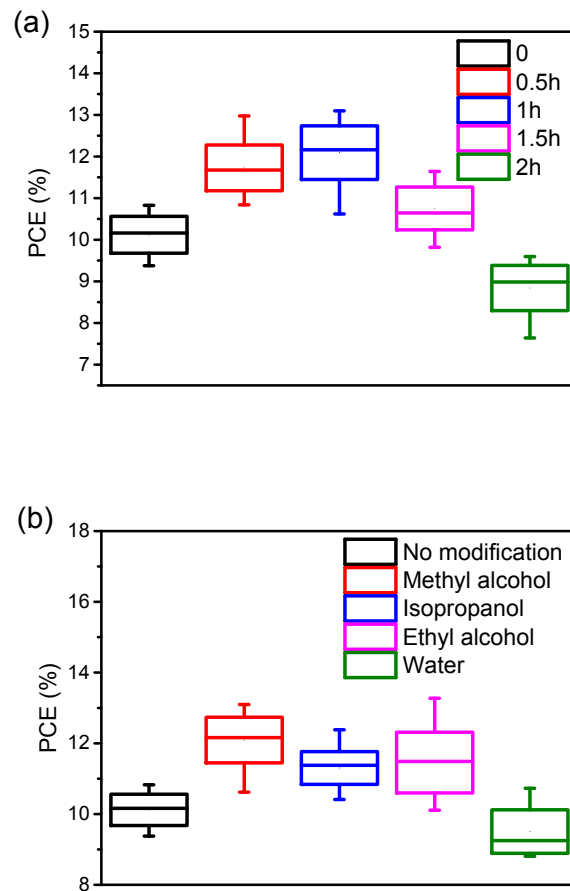 (a)
15
14
13
12
11
10
9
8
7
PCE (%)
0
0.5h
1h
1.5h
2h
(b)
18
16
14
12
10
8
PCE (%)
No modification
Methyl alcohol
Isopropanol
Ethyl alcohol
Water